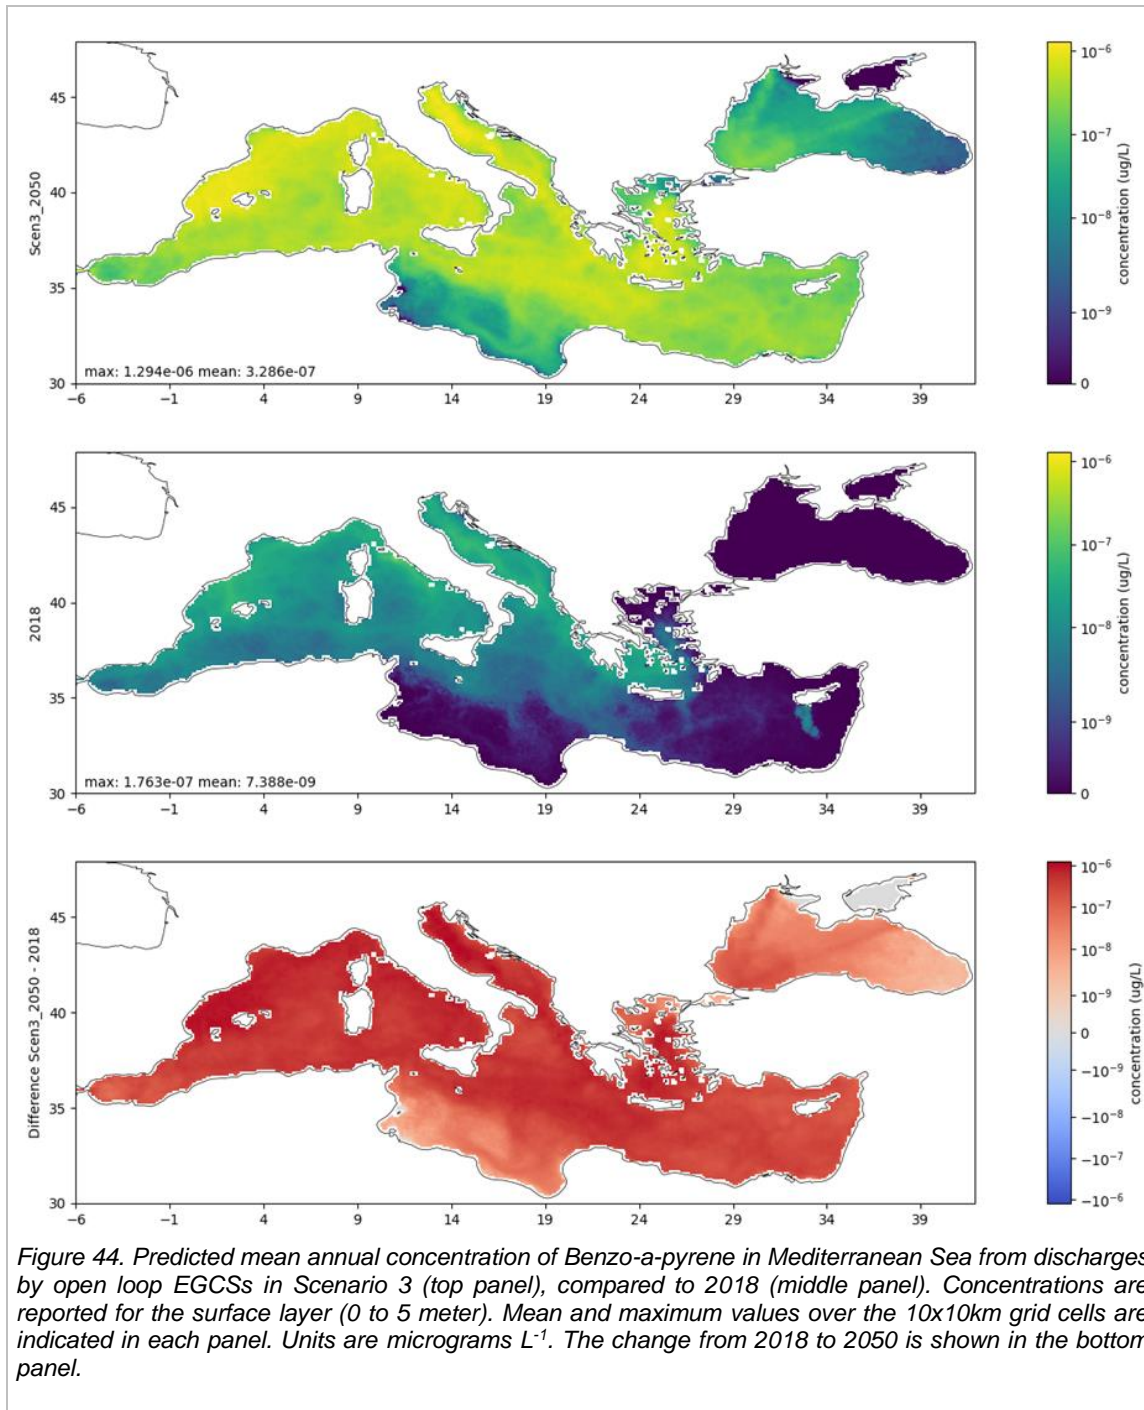 45
40
35
30
Scen3_2050
max: 1.294e-06 mean: 3.286e-07
−6 −1 4 9 14 19 24 29 34 39
10⁻⁶
10⁻⁷
10⁻⁸
10⁻⁹
0
concentration (ug/L)
45
40
35
30
2018
max: 1.763e-07 mean: 7.388e-09
−6 −1 4 9 14 19 24 29 34 39
10⁻⁶
10⁻⁷
10⁻⁸
10⁻⁹
0
concentration (ug/L)
45
40
35
30
Difference Scen3_2050 - 2018
−6 −1 4 9 14 19 24 29 34 39
10⁻⁶
10⁻⁷
10⁻⁸
10⁻⁹
0
−10⁻⁹
−10⁻⁸
−10⁻⁷
−10⁻⁶
concentration (ug/L)
Figure 44. Predicted mean annual concentration of Benzo-a-pyrene in Mediterranean Sea from discharges
by open loop EGCSs in Scenario 3 (top panel), compared to 2018 (middle panel). Concentrations are
reported for the surface layer (0 to 5 meter). Mean and maximum values over the 10x10km grid cells are
indicated in each panel. Units are micrograms L⁻¹. The change from 2018 to 2050 is shown in the bottom
panel.